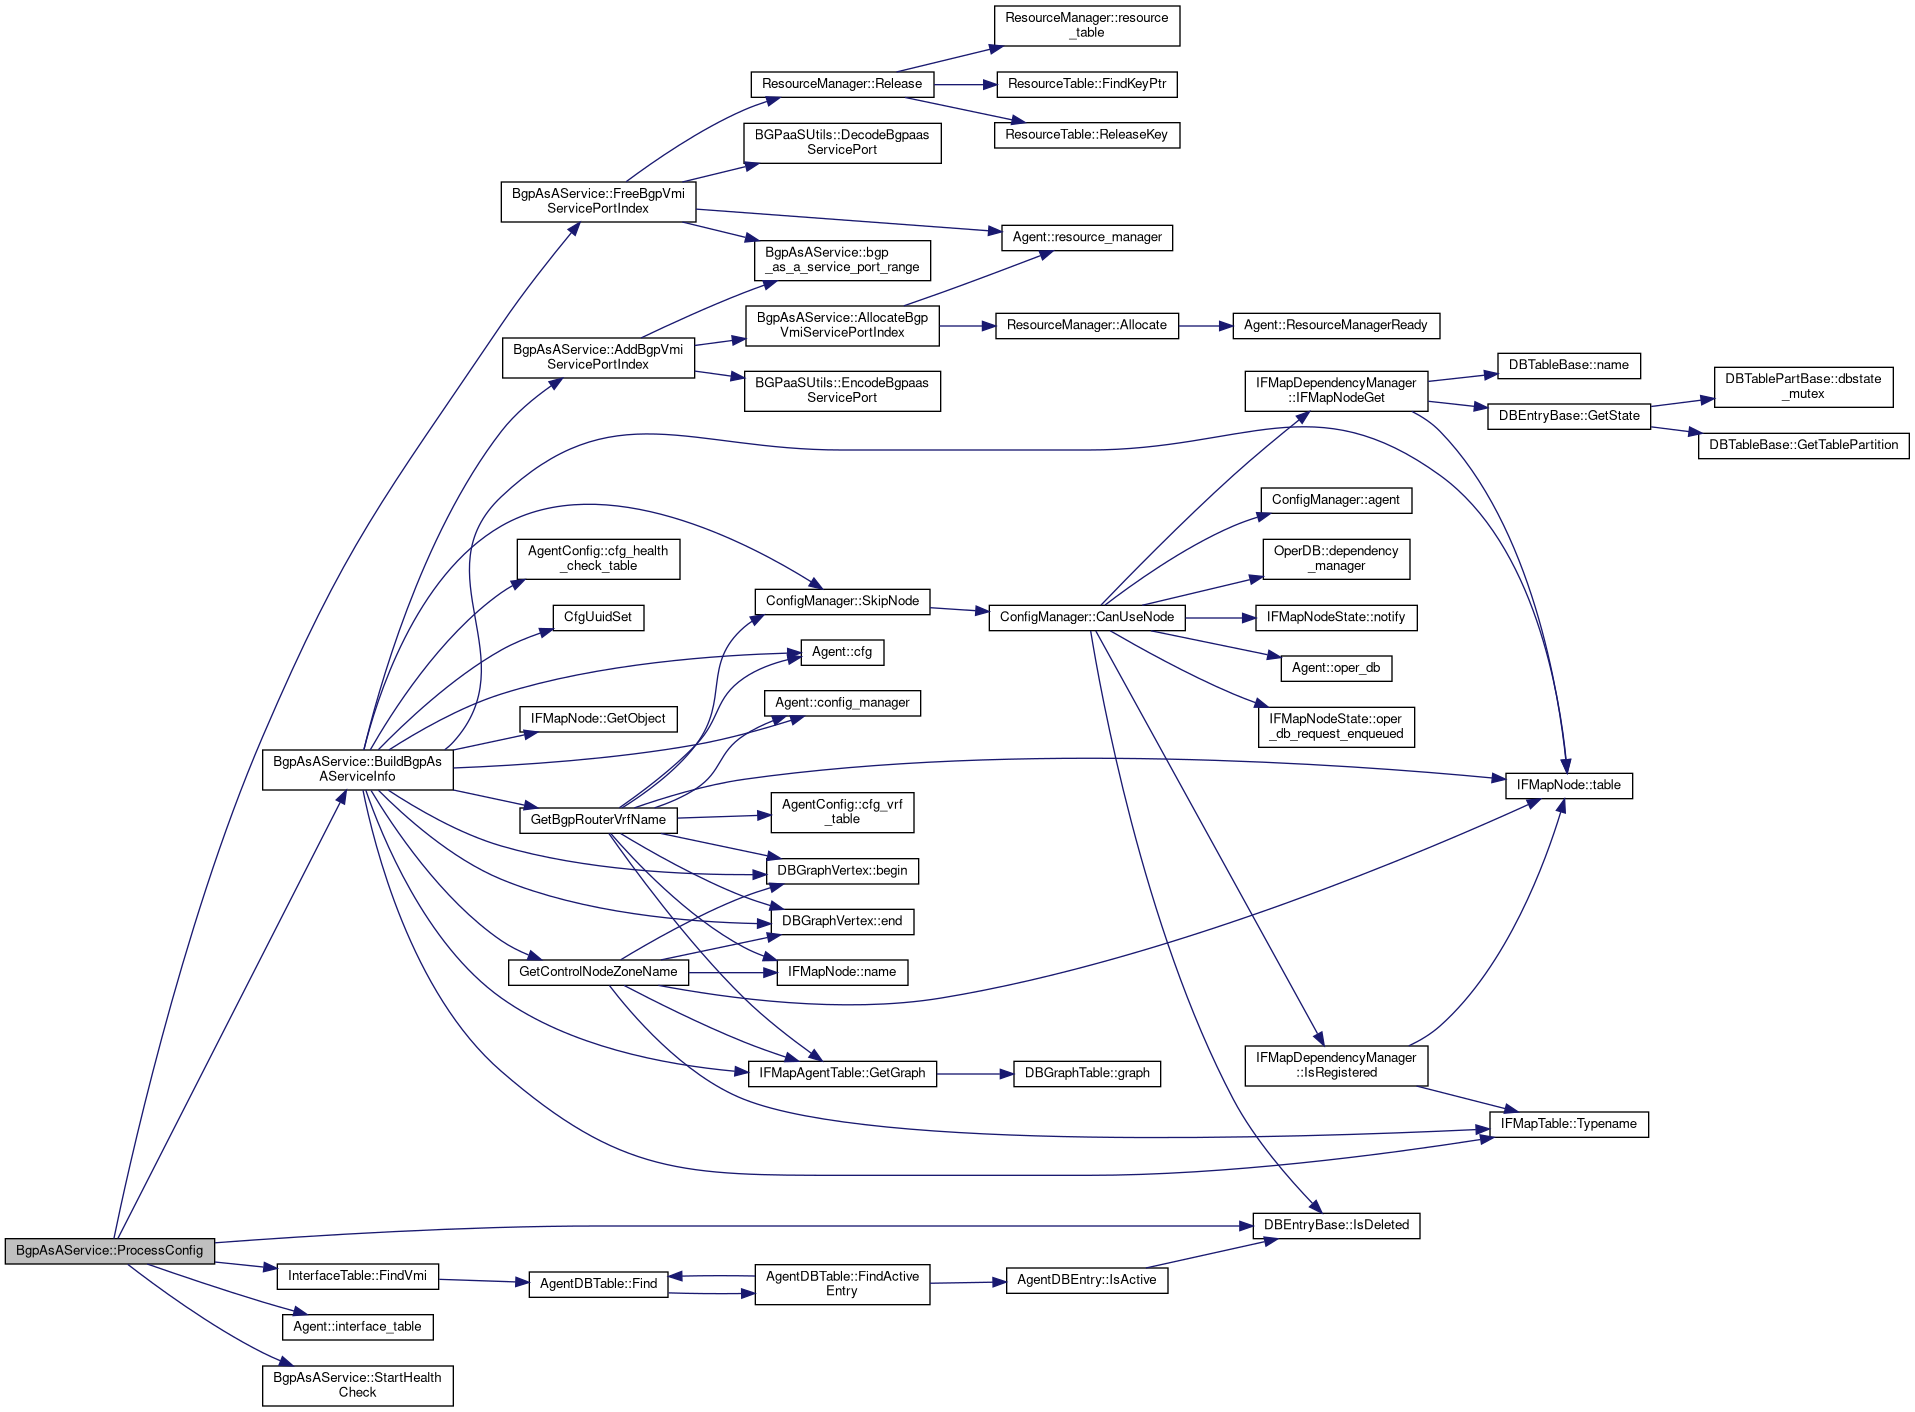 ResourceManager::resource
_table
ResourceManager::Release
ResourceTable::FindKeyPtr
ResourceTable::ReleaseKey
BGPaaSUtils::DecodeBgpaas
ServicePort
BgpAsAService::FreeBgpVmi
ServicePortIndex
Agent::resource_manager
BgpAsAService::bgp
_as_a_service_port_range
BgpAsAService::AllocateBgp
VmiServicePortIndex
ResourceManager::Allocate
Agent::ResourceManagerReady
BgpAsAService::AddBgpVmi
ServicePortIndex
BGPaaSUtils::EncodeBgpaas
ServicePort
IFMapDependencyManager
::IFMapNodeGet
DBTableBase::name
DBTablePartBase::dbstate
_mutex
DBEntryBase::GetState
DBTableBase::GetTablePartition
ConfigManager::agent
AgentConfig::cfg_health
_check_table
OperDB::dependency
_manager
ConfigManager::SkipNode
CfgUuidSet
ConfigManager::CanUseNode
IFMapNodeState::notify
Agent::cfg
Agent::oper_db
Agent::config_manager
IFMapNode::GetObject
IFMapNodeState::oper
_db_request_enqueued
BgpAsAService::BuildBgpAs
AServiceInfo
IFMapNode::table
GetBgpRouterVrfName
AgentConfig::cfg_vrf
_table
DBGraphVertex::begin
DBGraphVertex::end
GetControlNodeZoneName
IFMapNode::name
IFMapAgentTable::GetGraph
DBGraphTable::graph
IFMapDependencyManager
::IsRegistered
IFMapTable::Typename
DBEntryBase::IsDeleted
BgpAsAService::ProcessConfig
InterfaceTable::FindVmi
AgentDBTable::Find
AgentDBTable::FindActive
Entry
AgentDBEntry::IsActive
Agent::interface_table
BgpAsAService::StartHealth
Check